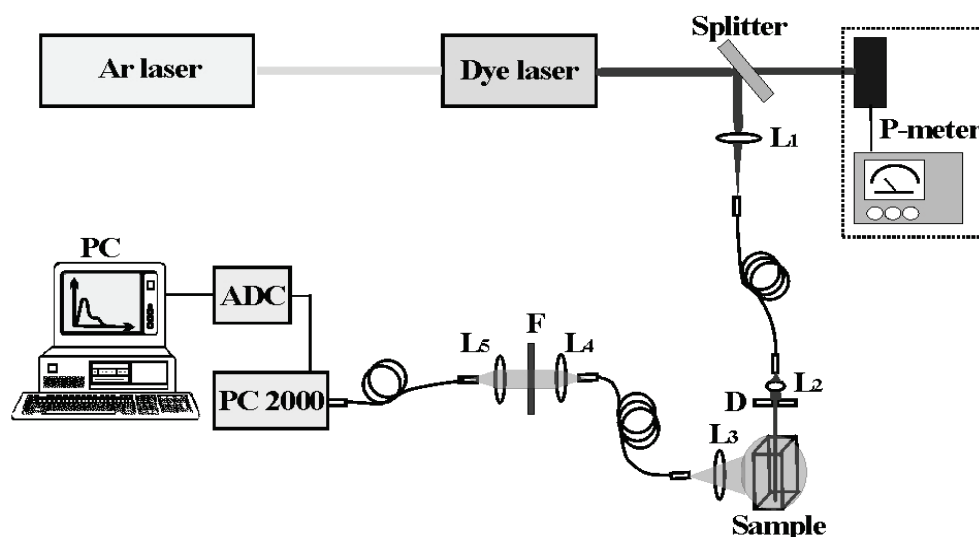 Splitter
Ar laser
Dye laser
P-meter
L1
PC
ADC
F
L5
L4
L2
PC 2000
D
L3
Sample